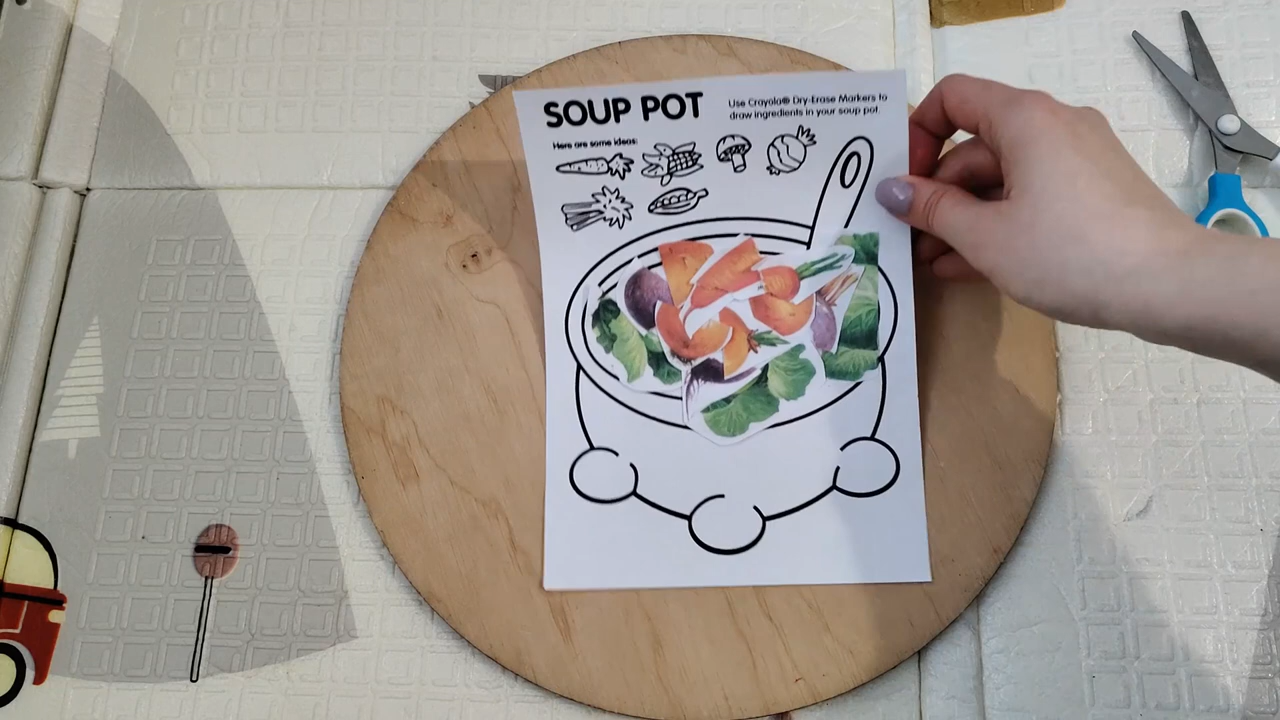 SOUP POT
Use Crayola® Dry-Erase Markers to
draw ingredients in your soup pot.
Here are some ideas: